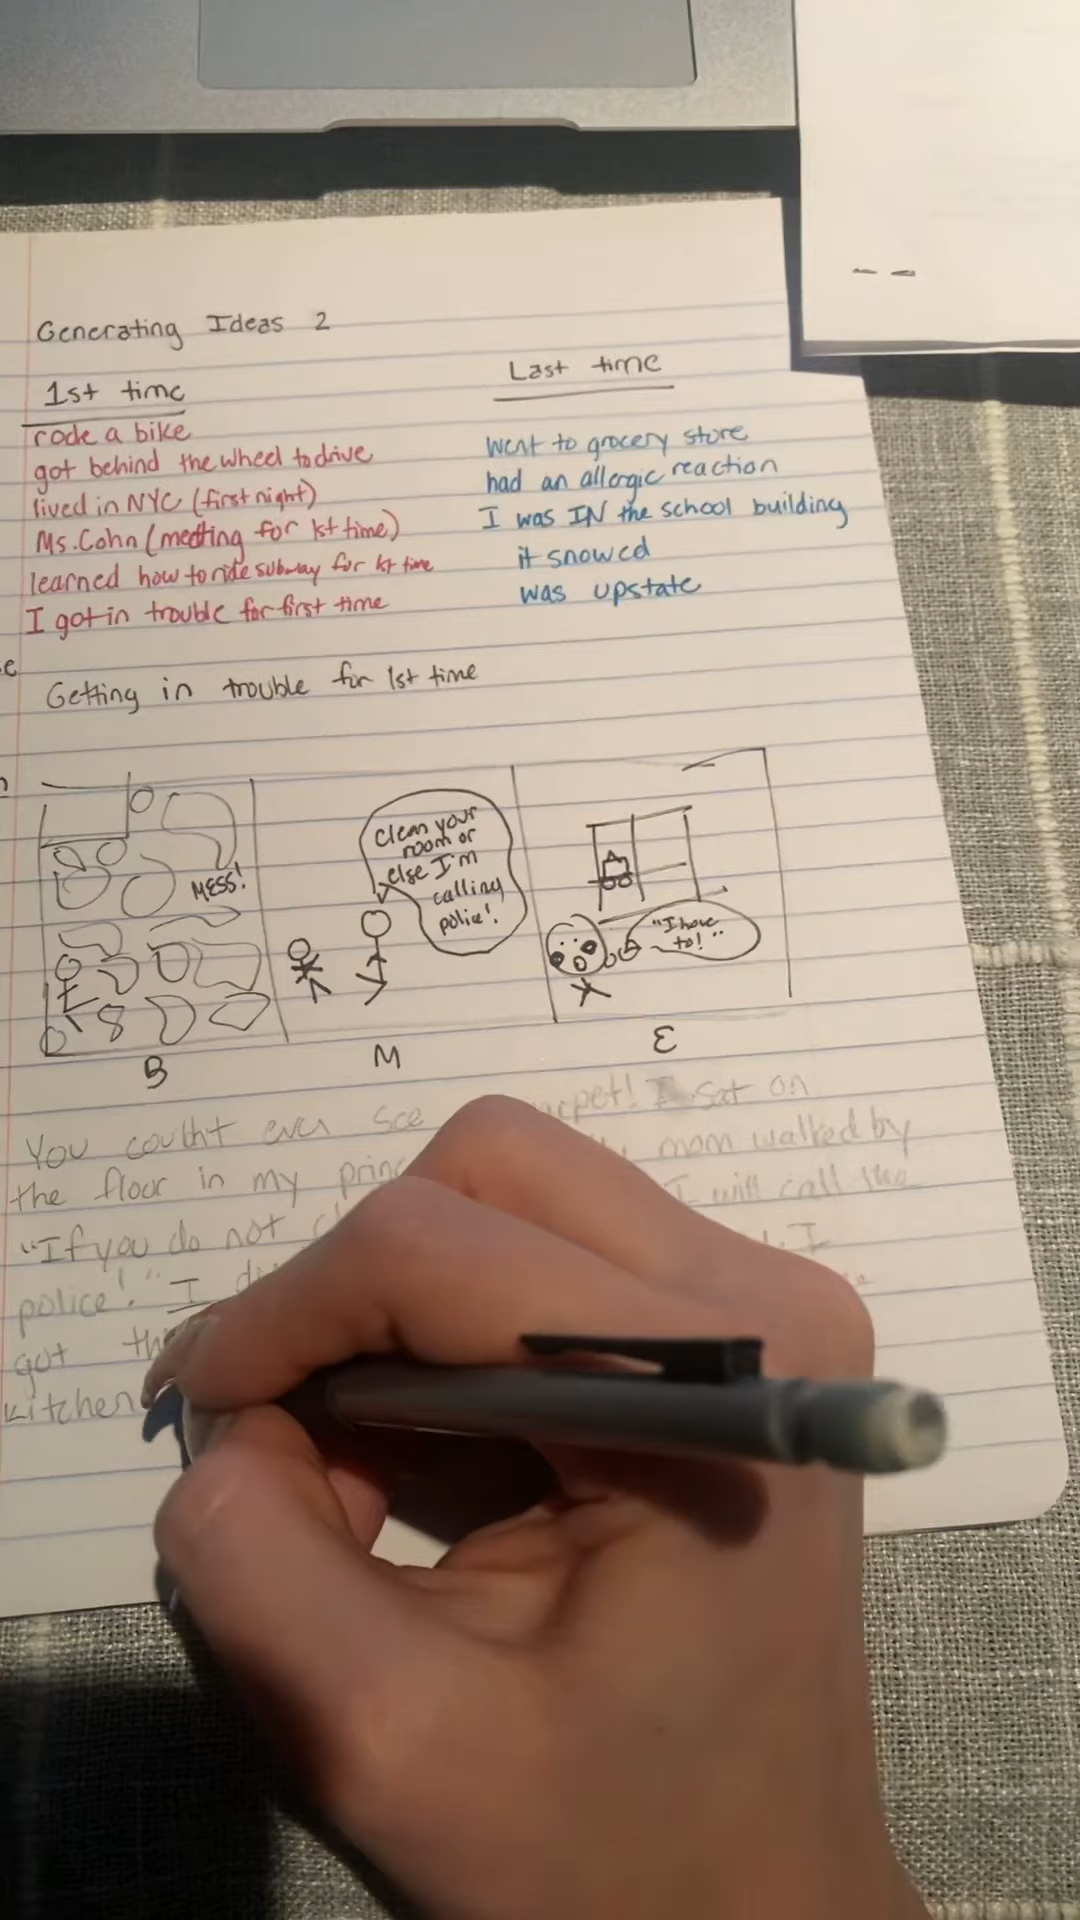 Generating Ideas 2
1st time
Last time
rode a bike
got behind the wheel to drive
lived in NYC (first night)
Ms. Cohn (meeting for 1st time)
learned how to ride subway for 1st time
I got in trouble for first time
Went to grocery store
had an allergic reaction
I was IN the school building
it snowed
was upstate
Getting in trouble for 1st time
MESS!
Clean your
room or
else I'm
calling
police!
"I have
to!"
B
M
E
You couldn't even see sat on
the floor in my mom walked by
"If you do not I will call the
police!" I I
got
kitchen